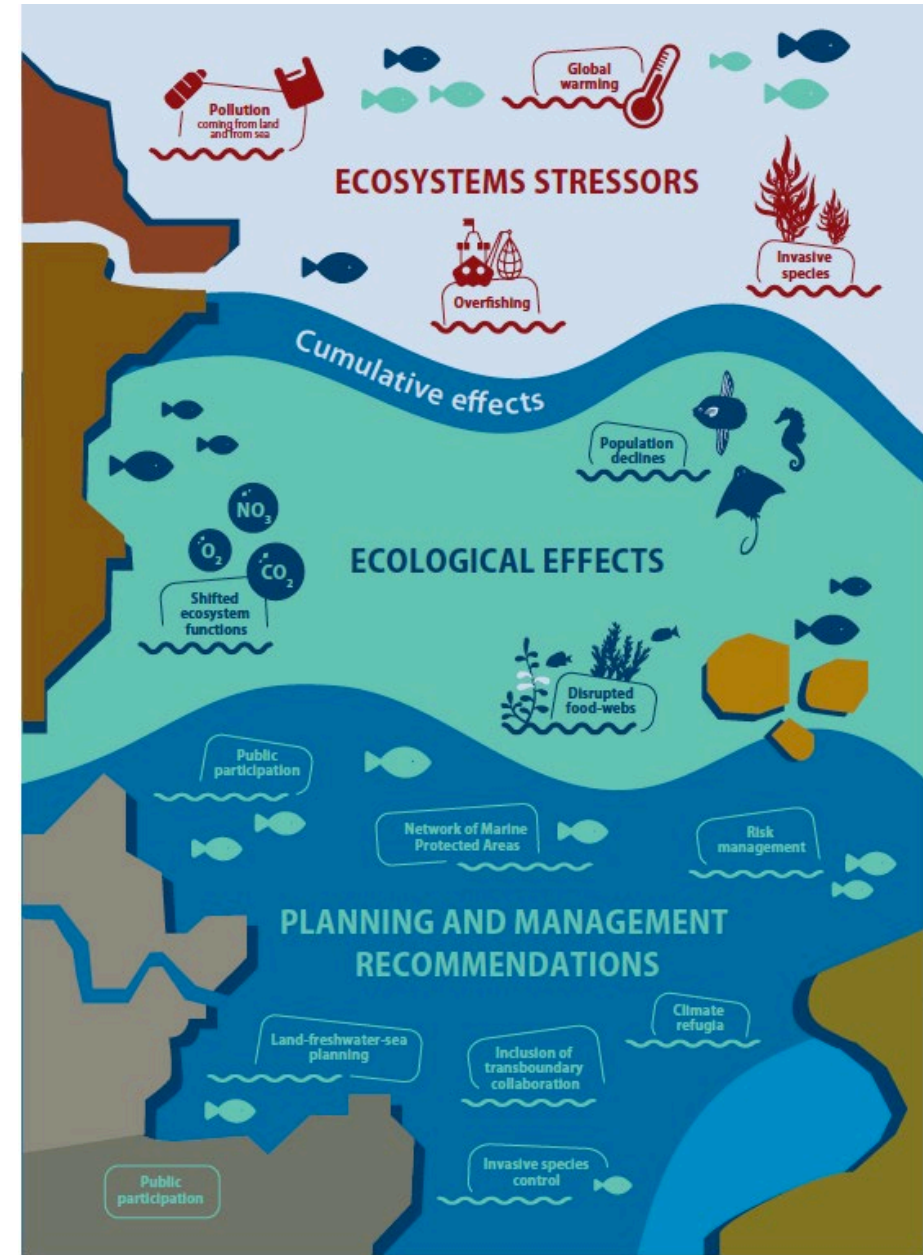 Pollution
coming from land
and from sea
Global
warming
ECOSYSTEMS STRESSORS
Invasive
species
Overfishing
Cumulative effects
Population
declines
NO₃
O₂
CO₂
ECOLOGICAL EFFECTS
Shifted
ecosystem
functions
Disrupted
food-webs
Public
participation
Network of Marine
Protected Areas
Risk
management
PLANNING AND MANAGEMENT
RECOMMENDATIONS
Climate
refugia
Land-freshwater-sea
planning
Inclusion of
transboundary
collaboration
Invasive species
control
Public
participation